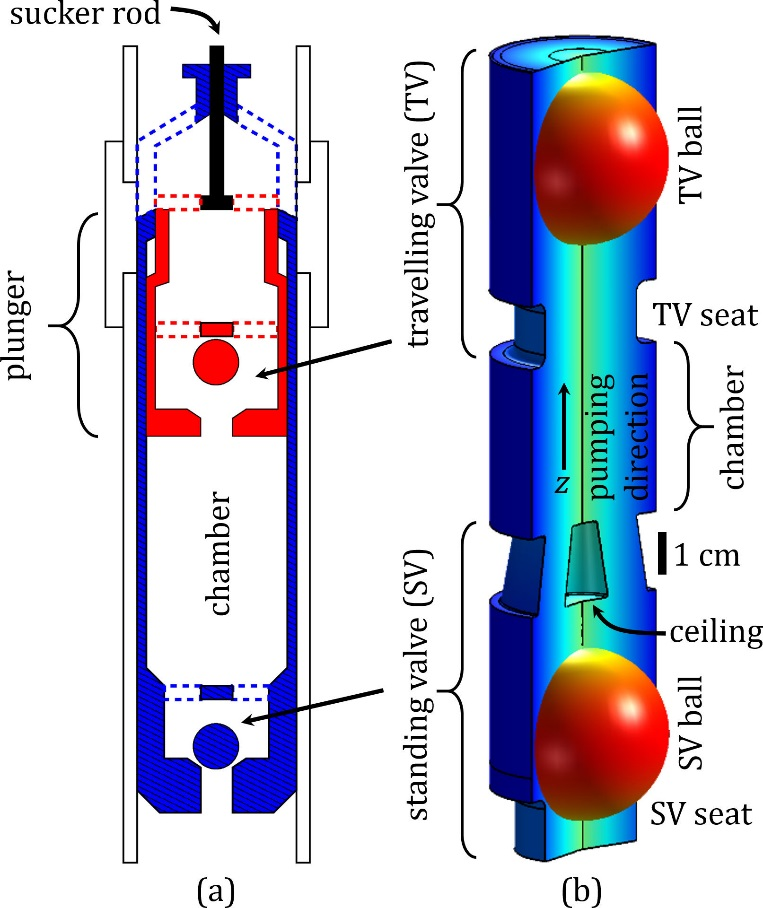 sucker rod
plunger
chamber
(a)
travelling valve (TV)
standing valve (SV)
TV ball
TV seat
chamber
pumping
direction
z
1 cm
ceiling
SV ball
SV seat
(b)